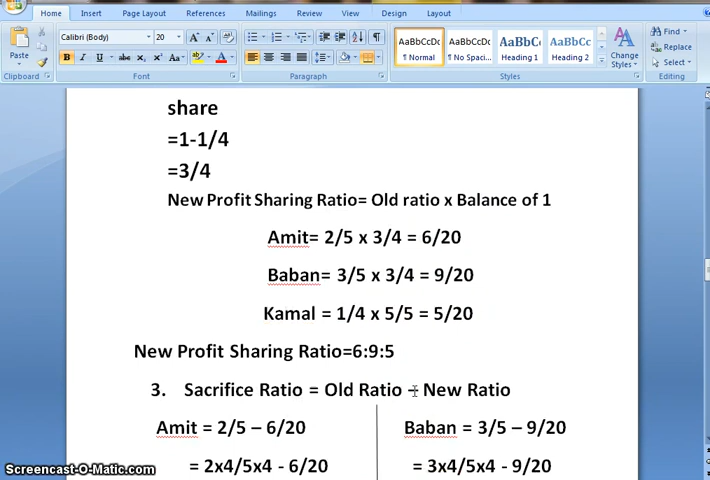 Home Insert Page Layout References Mailings Review View Design Layout
Paste
Calibri (Body) 20
AaBbCcDc AaBbCcDc AaBbC AaBbCc
¶ Normal ¶ No Spaci... Heading 1 Heading 2
Change Styles
Find
Replace
Select
Clipboard Font Paragraph Styles Editing
share
=1-1/4
=3/4
New Profit Sharing Ratio= Old ratio x Balance of 1
Amit= 2/5 x 3/4 = 6/20
Baban= 3/5 x 3/4 = 9/20
Kamal = 1/4 x 5/5 = 5/20
New Profit Sharing Ratio=6:9:5
3. Sacrifice Ratio = Old Ratio – New Ratio
Amit = 2/5 – 6/20 Baban = 3/5 – 9/20
= 2x4/5x4 - 6/20 = 3x4/5x4 - 9/20
Screencast-O-Matic.com